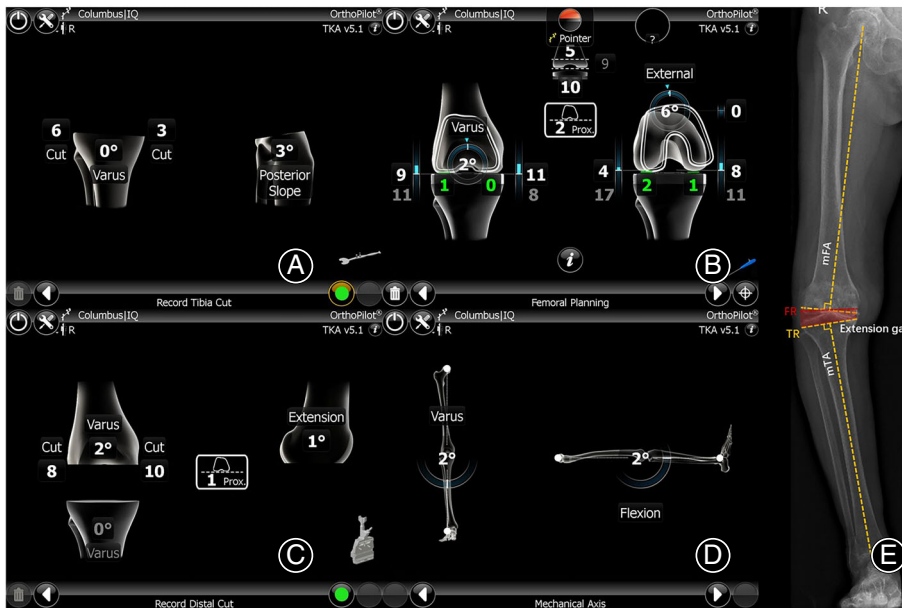 Columbus|IQ
OrthoPilot®
R
TKA v5.1 i
6
Cut
0°
Varus
3
Cut
3°
Posterior
Slope
A
Record Tibia Cut
Columbus|IQ
OrthoPilot®
R
TKA v5.1 i
Pointer
?
5
9
10
2 Prox.
Varus
2°
9
11
1
0
11
8
External
6°
0
4
17
2
1
8
11
i
B
Femoral Planning
Columbus|IQ
OrthoPilot®
R
TKA v5.1 i
Varus
2°
Cut
8
Cut
10
1 Prox.
0°
Varus
Extension
1°
C
Record Distal Cut
Columbus|IQ
OrthoPilot®
R
TKA v5.1 i
Varus
2°
2°
Flexion
D
Mechanical Axis
R
mFA
FR
TR
Extension ga
mTA
E